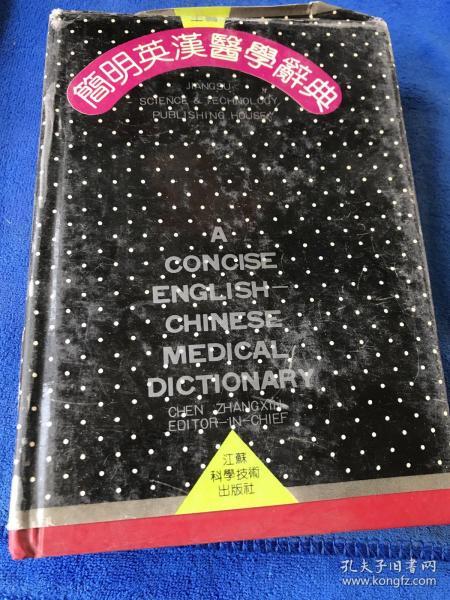 簡明英漢醫學辭典
JIANGSU
SCIENCE & TECHNOLOGY
PUBLISHING HOUSE
A
CONCISE
ENGLISH-
CHINESE
MEDICAL
DICTIONARY
CHEN ZHANGXIN
EDITOR-IN-CHIEF
江蘇
科學技術
出版社
孔夫子旧书网
www.kongfz.com